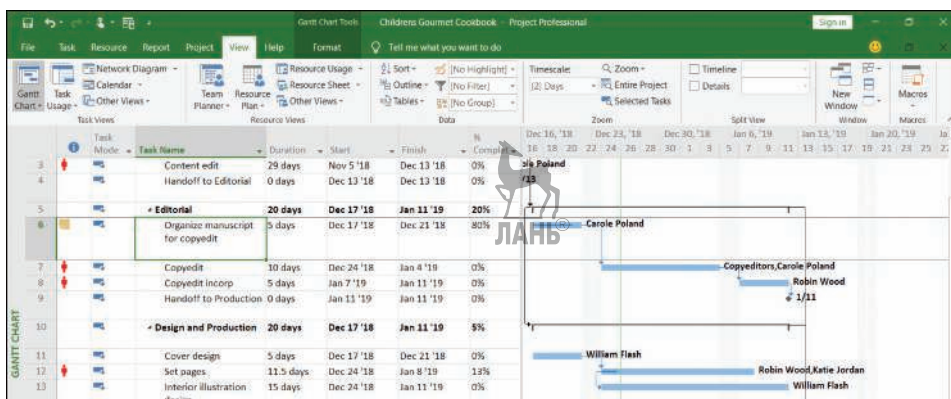 Gantt Chart Tools Childrens Gourmet Cookbook - Project Professional Sign in
File Task Resource Report Project View Help Format Tell me what you want to do
Gantt Chart Task Usage Network Diagram Calendar Other Views Team Planner Resource Plan Resource Usage Resource Sheet Other Views Sort Outline Tables [No Highlight] [No Filter] [No Group] Timescale: [2] Days Zoom Entire Project Selected Tasks Timeline Details New Window Macros
Task Views Resource Views Data Zoom Split View Window Macros
Task Mode Task Name Duration Start Finish % Complet
Dec 16, '18 Dec 23, '18 Dec 30, '18 Jan 6, '19 Jan 13, '19 Jan 20, '19
16 18 20 22 24 26 28 30 1 3 5 7 9 11 13 15 17 19 21 23 25
3 Content edit 29 days Nov 5 '18 Dec 13 '18 0% ole Poland
4 Handoff to Editorial 0 days Dec 13 '18 Dec 13 '18 0% /13
5 Editorial 20 days Dec 17 '18 Jan 11 '19 20%
6 Organize manuscript for copyedit 5 days Dec 17 '18 Dec 21 '18 80% Carole Poland
ЛАНЬ®
7 Copyedit 10 days Dec 24 '18 Jan 4 '19 0% Copyeditors,Carole Poland
8 Copyedit incorp 5 days Jan 7 '19 Jan 11 '19 0% Robin Wood
9 Handoff to Production 0 days Jan 11 '19 Jan 11 '19 0% 1/11
10 Design and Production 20 days Dec 17 '18 Jan 11 '19 5%
11 Cover design 5 days Dec 17 '18 Dec 21 '18 0% William Flash
12 Set pages 11.5 days Dec 24 '18 Jan 8 '19 13% Robin Wood,Katie Jordan
13 Interior illustration 15 days Dec 24 '18 Jan 11 '19 0% William Flash
GANTT CHART